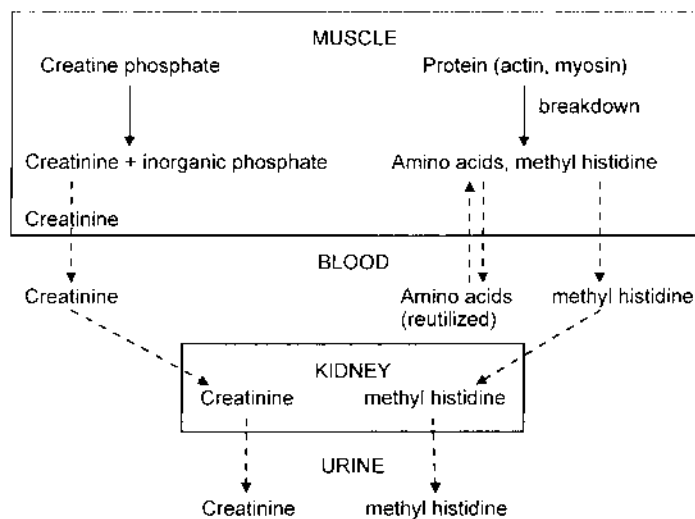 MUSCLE
Creatine phosphate
Protein (actin, myosin)
breakdown
Creatinine + inorganic phosphate
Amino acids, methyl histidine
Creatinine
BLOOD
Creatinine
Amino acids
(reutilized)
methyl histidine
KIDNEY
Creatinine
methyl histidine
URINE
Creatinine
methyl histidine